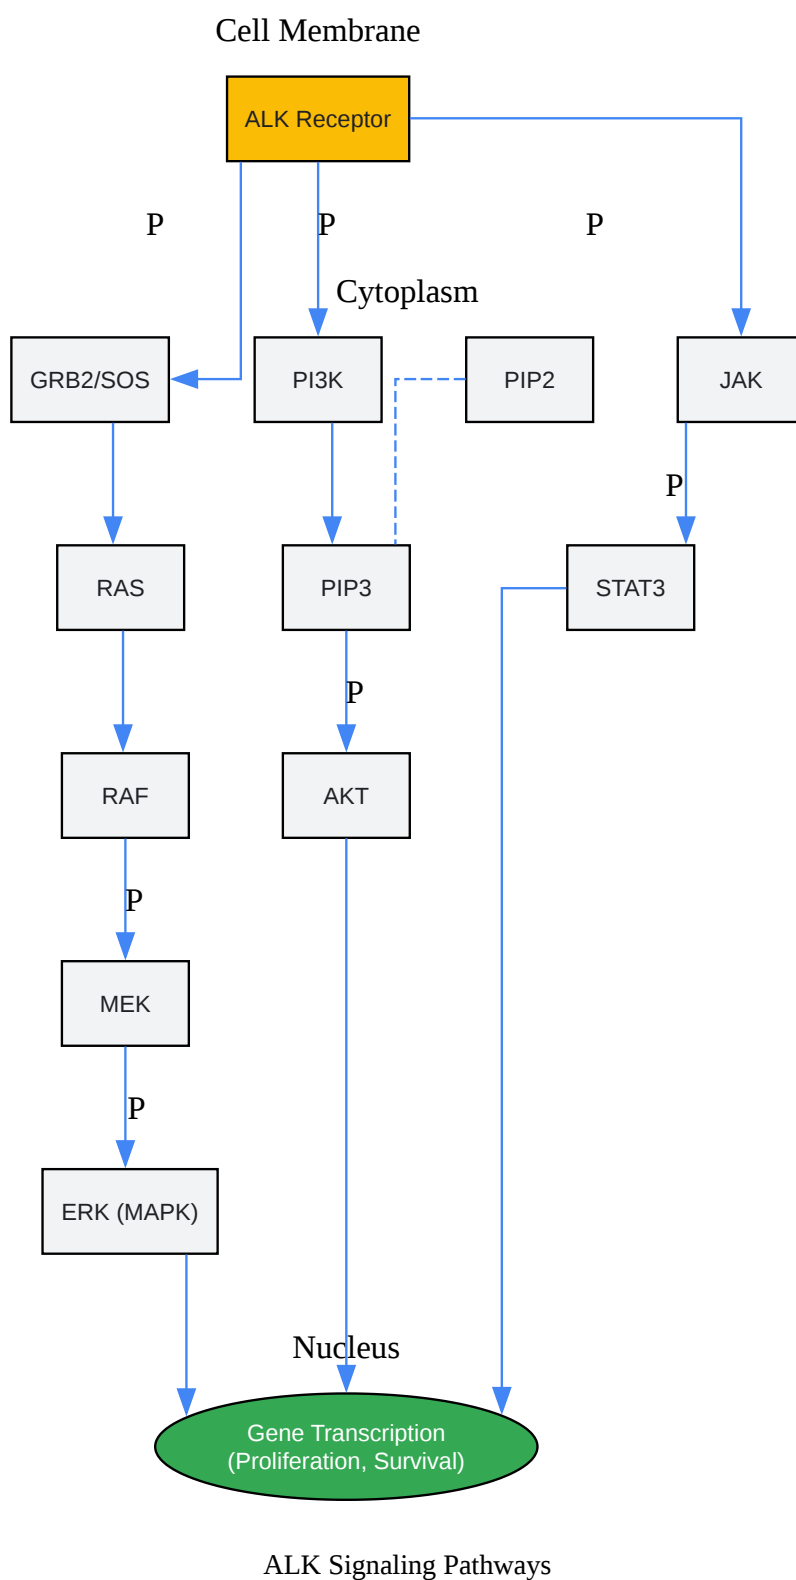 Cell Membrane
ALK Receptor
P
P
P
Cytoplasm
GRB2/SOS
PI3K
PIP2
JAK
P
RAS
PIP3
STAT3
P
RAF
AKT
P
MEK
P
ERK (MAPK)
Nucleus
Gene Transcription
(Proliferation, Survival)
ALK Signaling Pathways